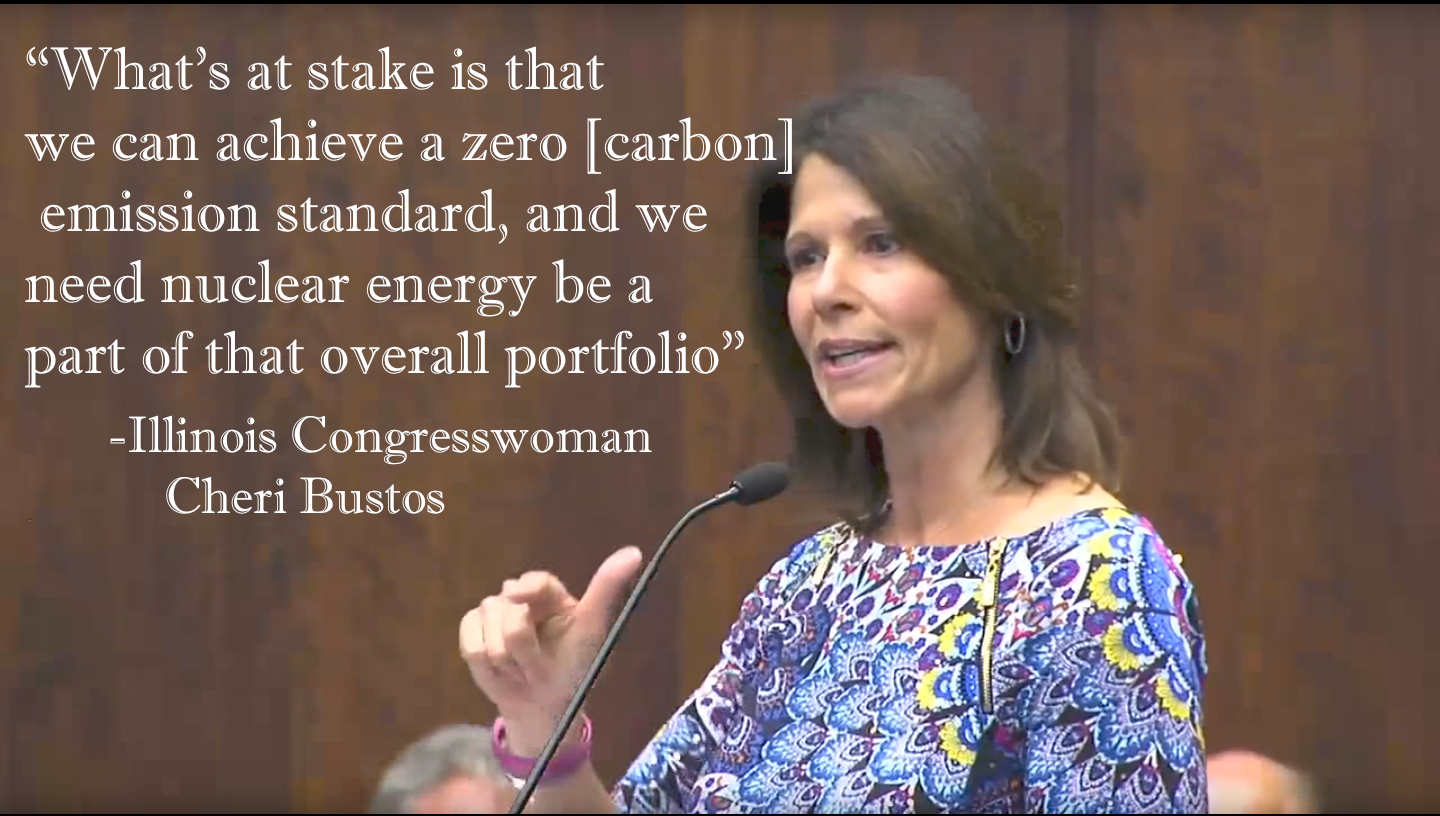 “What’s at stake is that
we can achieve a zero [carbon]
emission standard, and we
need nuclear energy be a
part of that overall portfolio”
-Illinois Congresswoman
Cheri Bustos